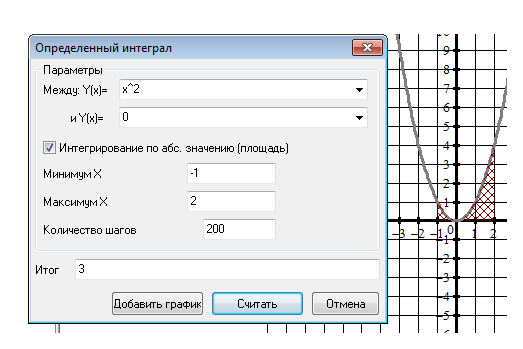 Определенный интеграл
Параметры
Между: Y(x)= x^2
и Y(x)= 0
Интегрирование по абс. значению (площадь)
Минимум X -1
Максимум X 2
Количество шагов 200
Итог 3
Добавить график Считать Отмена
9
8
7
6
5
4
3
2
1
-3 -2 -1 0 1 2
-1
-2
-3
-4
-5